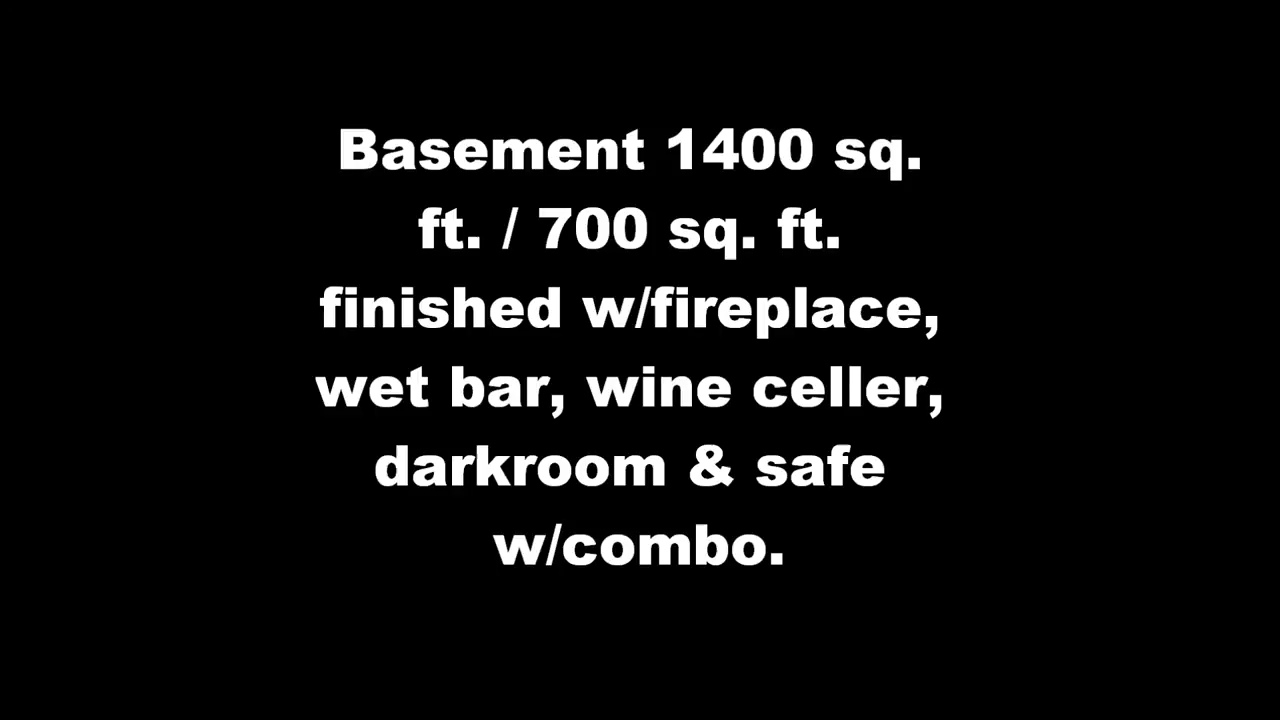 Basement 1400 sq.
ft. / 700 sq. ft.
finished w/fireplace,
wet bar, wine celler,
darkroom & safe
w/combo.